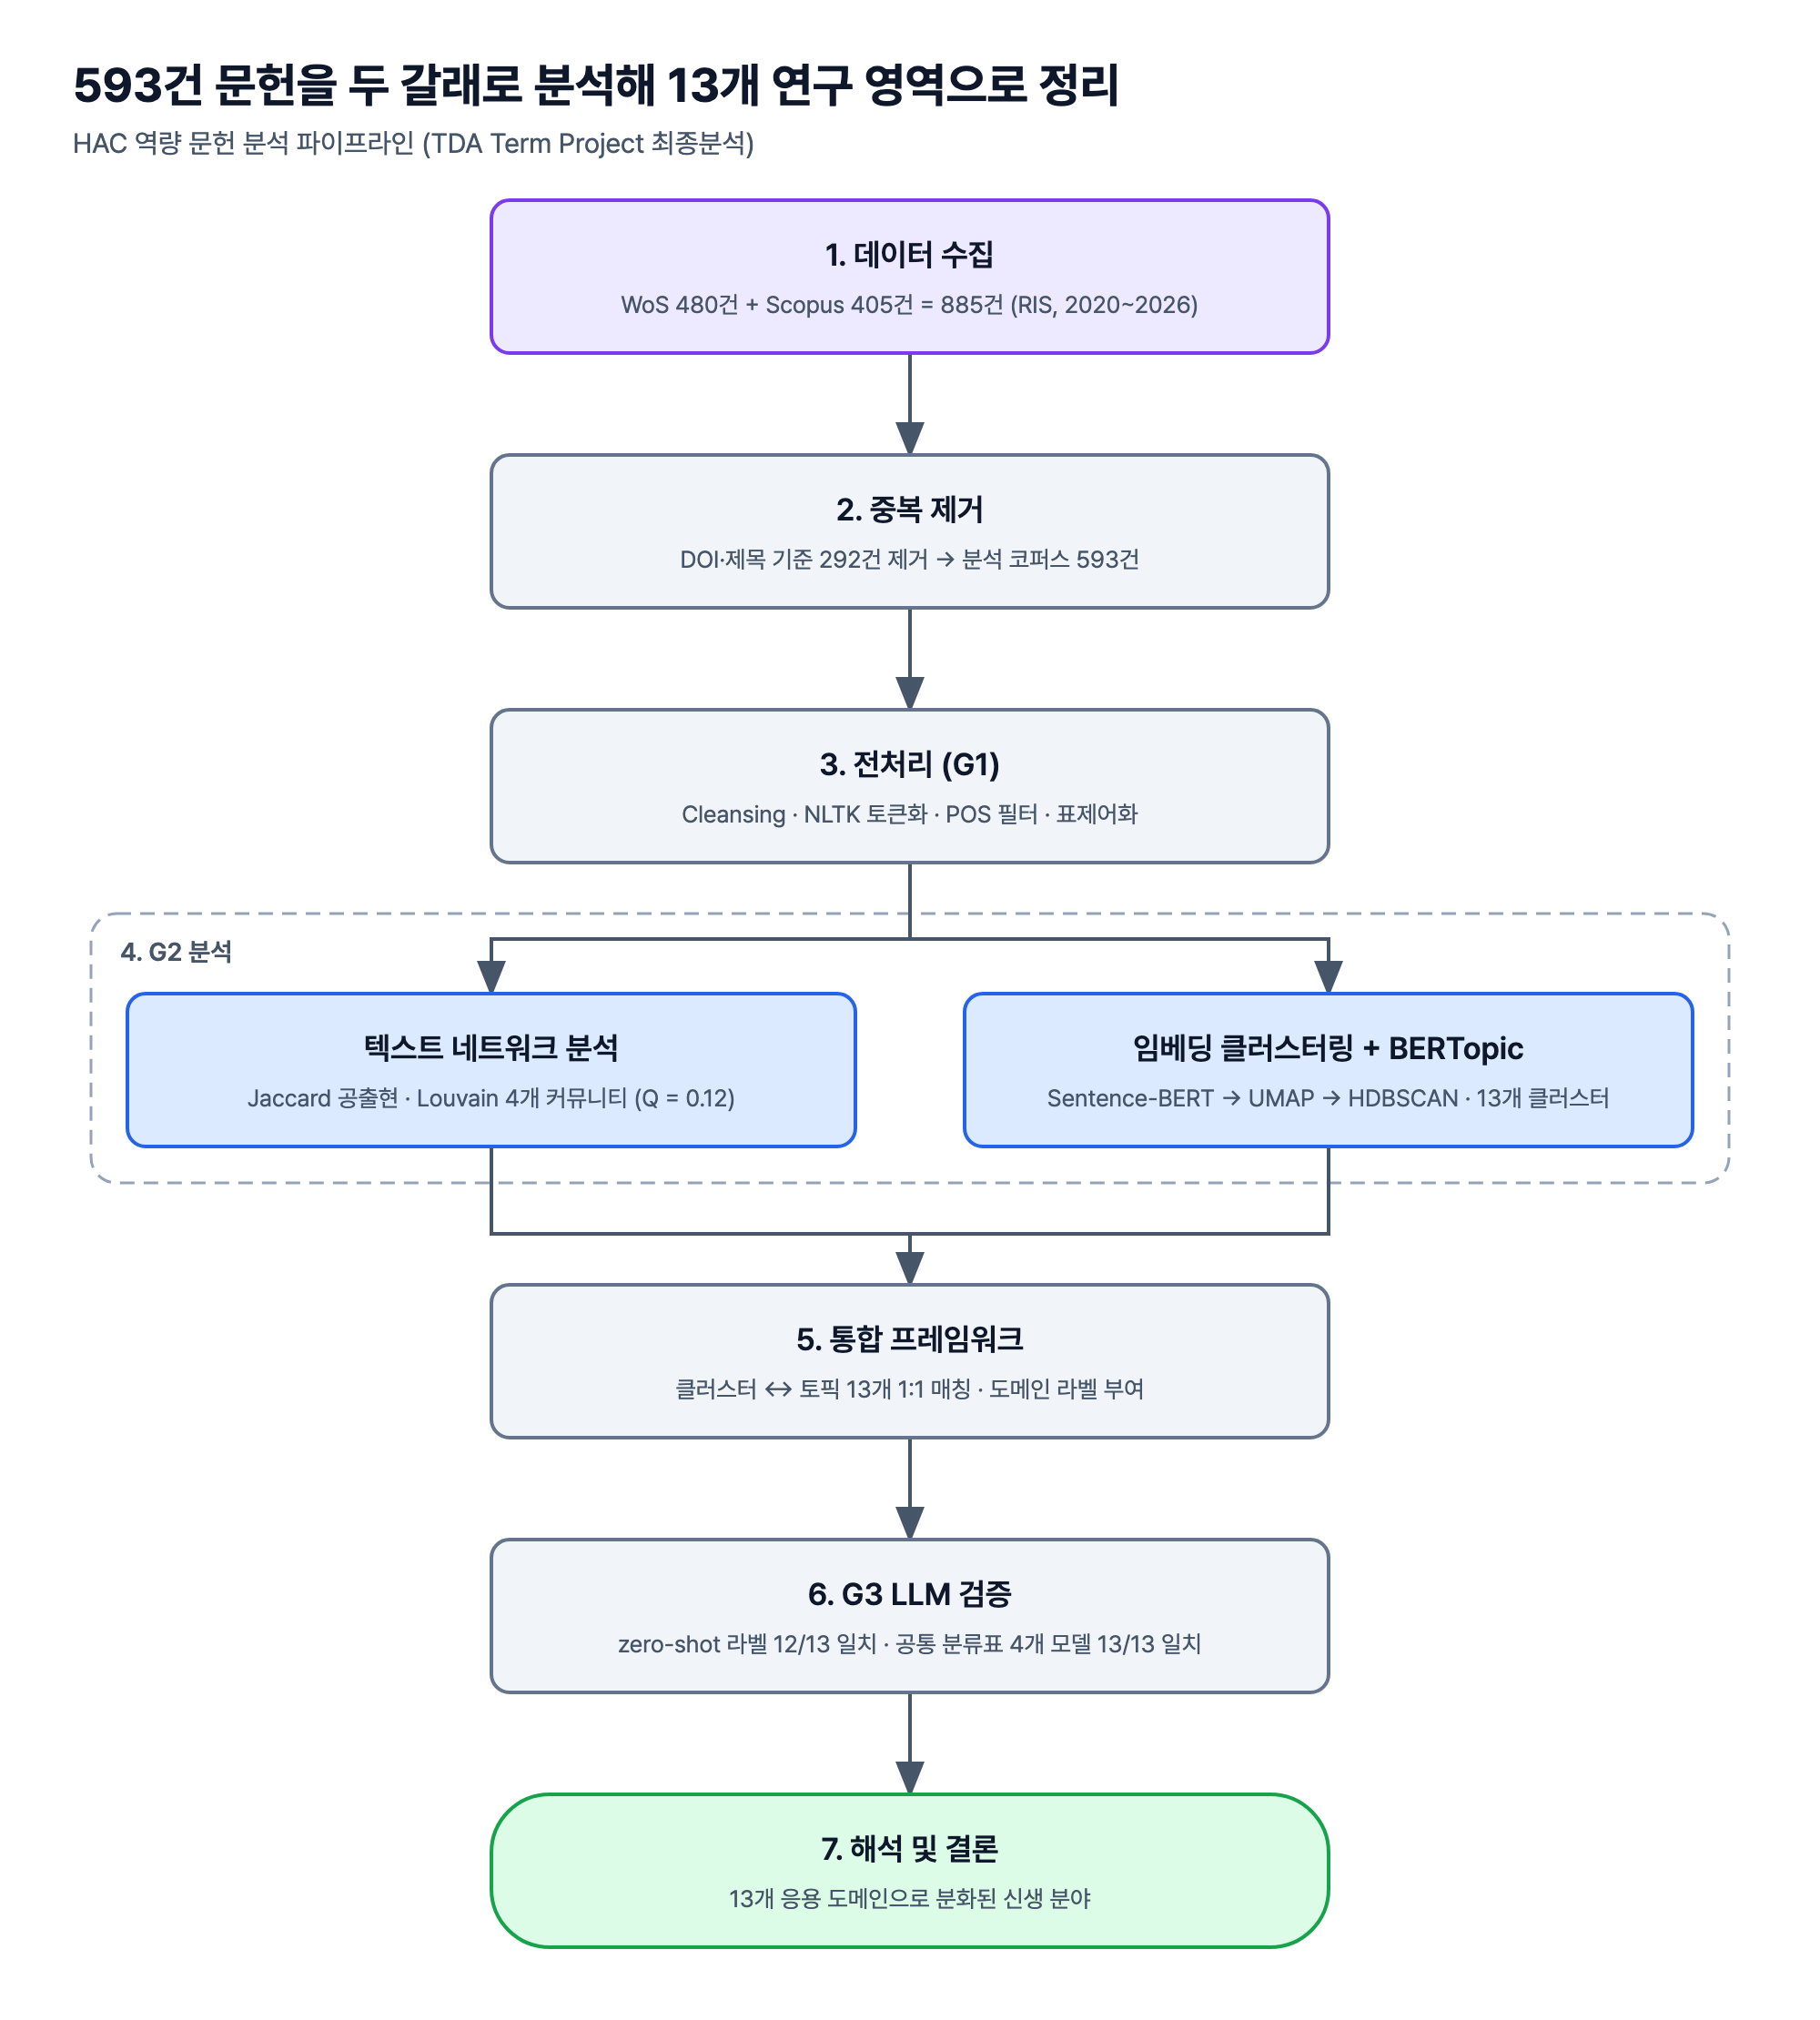 593건 문헌을 두 갈래로 분석해 13개 연구 영역으로 정리
HAC 역량 문헌 분석 파이프라인 (TDA Term Project 최종분석)
1. 데이터 수집
WoS 480건 + Scopus 405건 = 885건 (RIS, 2020~2026)
2. 중복 제거
DOI·제목 기준 292건 제거 → 분석 코퍼스 593건
3. 전처리 (G1)
Cleansing · NLTK 토큰화 · POS 필터 · 표제어화
4. G2 분석
텍스트 네트워크 분석
Jaccard 공출현 · Louvain 4개 커뮤니티 (Q = 0.12)
임베딩 클러스터링 + BERTopic
Sentence-BERT → UMAP → HDBSCAN · 13개 클러스터
5. 통합 프레임워크
클러스터 ↔ 토픽 13개 1:1 매칭 · 도메인 라벨 부여
6. G3 LLM 검증
zero-shot 라벨 12/13 일치 · 공통 분류표 4개 모델 13/13 일치
7. 해석 및 결론
13개 응용 도메인으로 분화된 신생 분야